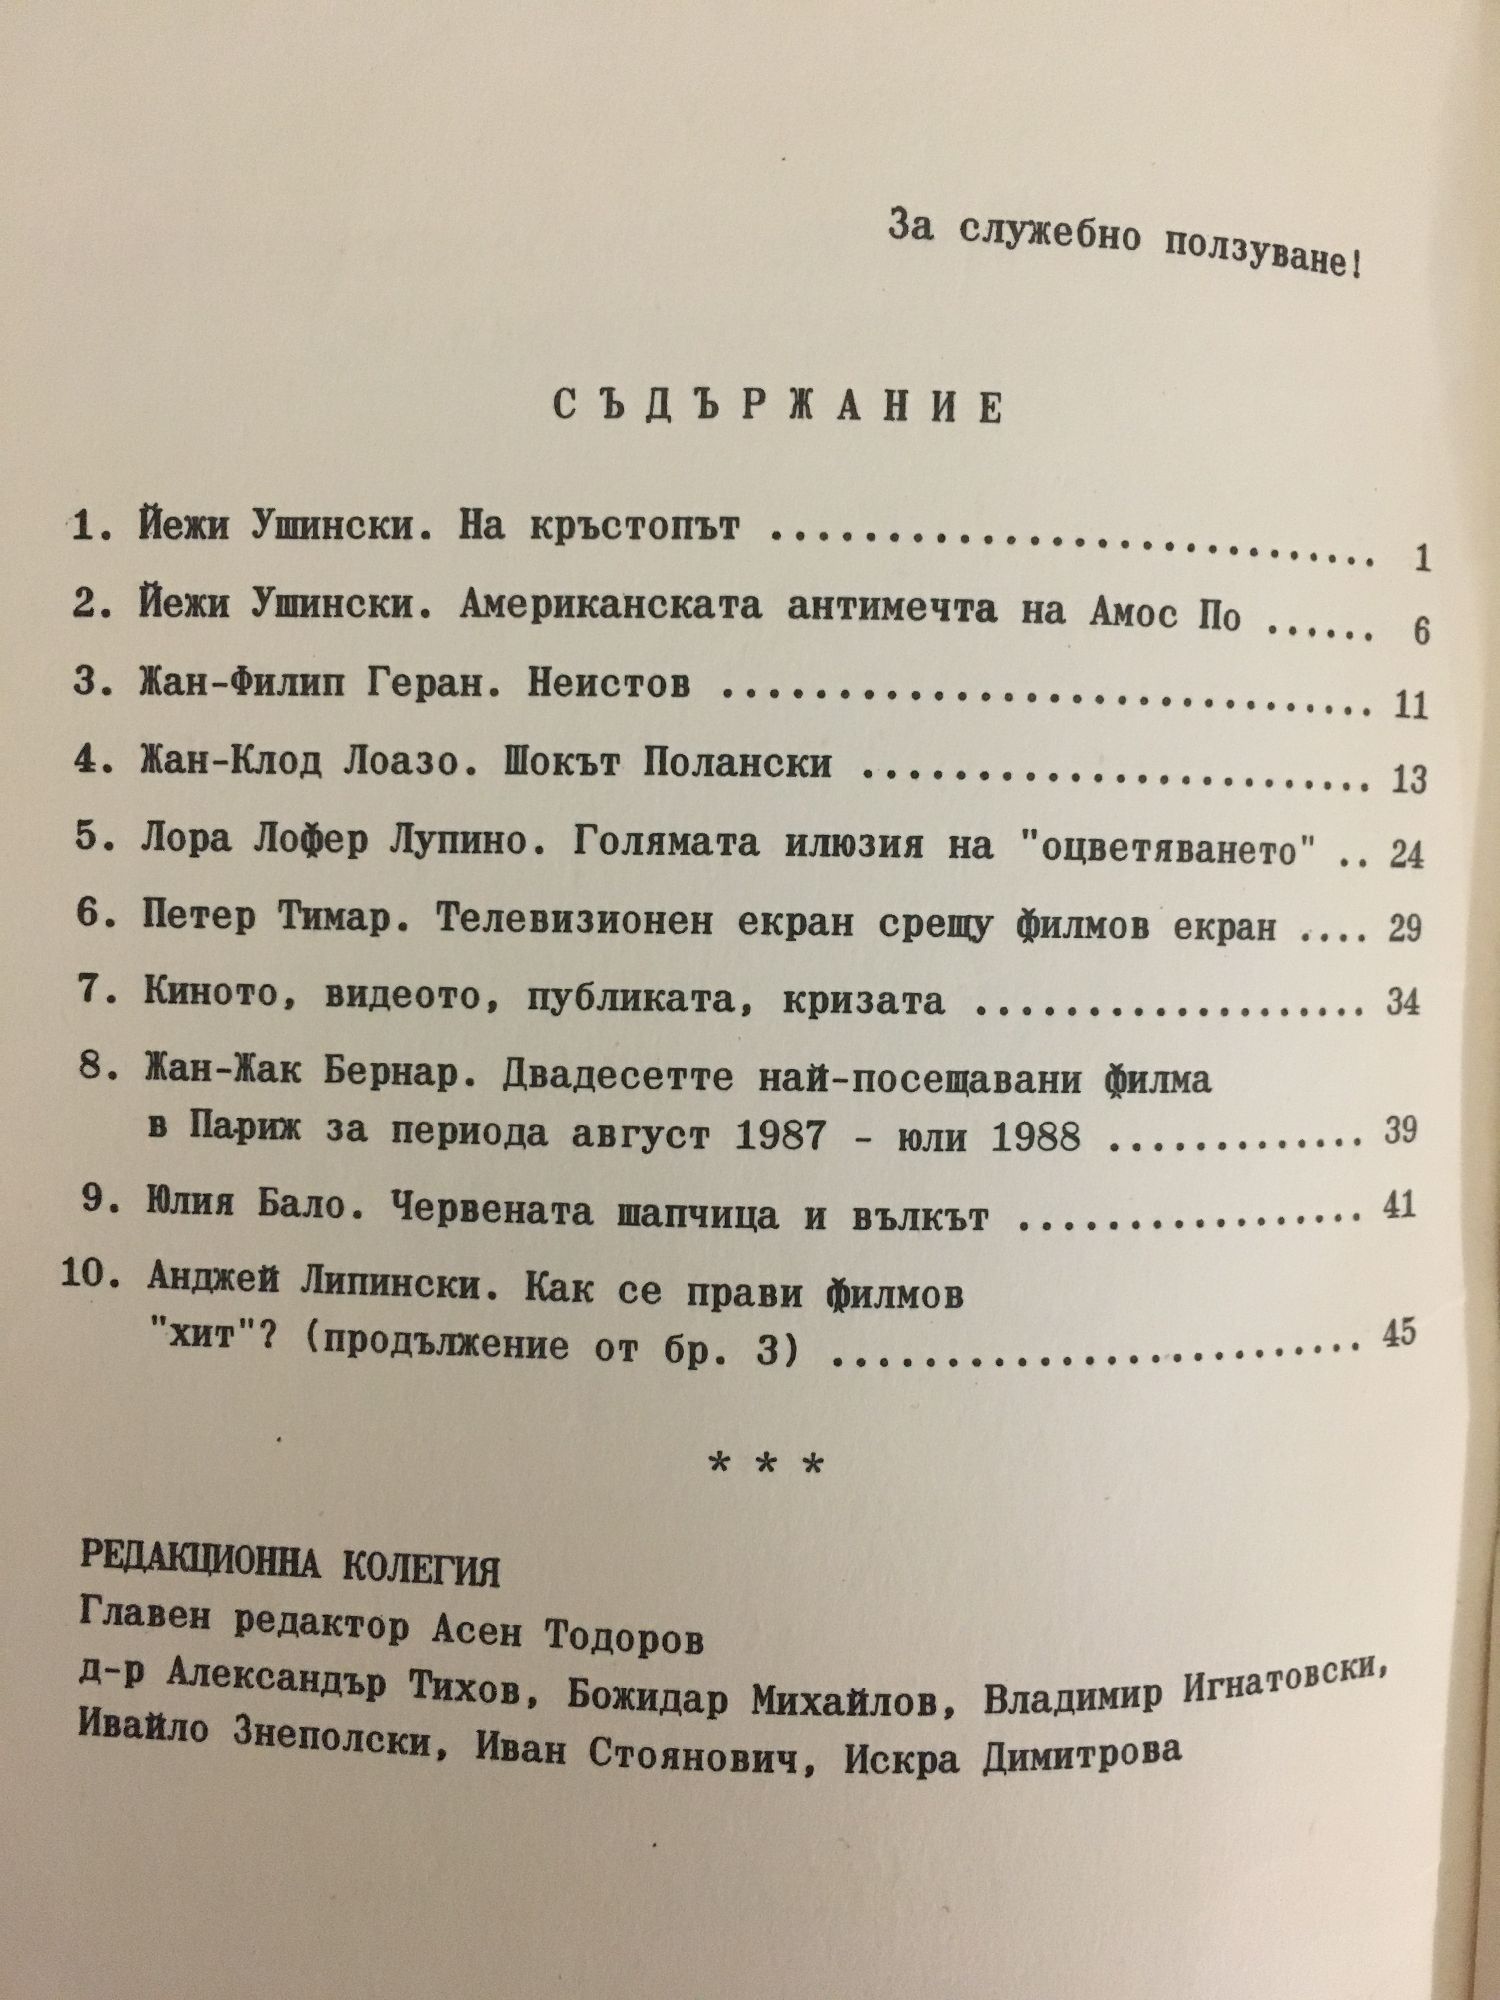 За служебно ползуване!
СЪДЪРЖАНИЕ
1. Йежи Ушински. На кръстопът .......................... 1
2. Йежи Ушински. Американската антимечта на Амос По ...... 6
3. Жан-Филип Геран. Неистов ............................ 11
4. Жан-Клод Лоазо. Шокът Полански ...................... 13
5. Лора Лофер Лупино. Голямата илюзия на "оцветяването" .. 24
6. Петер Тимар. Телевизионен екран срещу филмов екран .... 29
7. Киното, видеото, публиката, кризата ................. 34
8. Жан-Жак Бернар. Двадесетте най-посещавани филма
в Париж за периода август 1987 - юли 1988 ........... 39
9. Юлия Бало. Червената шапчица и вълкът ............... 41
10. Анджей Липински. Как се прави филмов
"хит"? (продължение от бр. 3) ....................... 45
* * *
РЕДАКЦИОННА КОЛЕГИЯ
Главен редактор Асен Тодоров
д-р Александър Тихов, Божидар Михайлов, Владимир Игнатовски,
Ивайло Знеполски, Иван Стоянович, Искра Димитрова